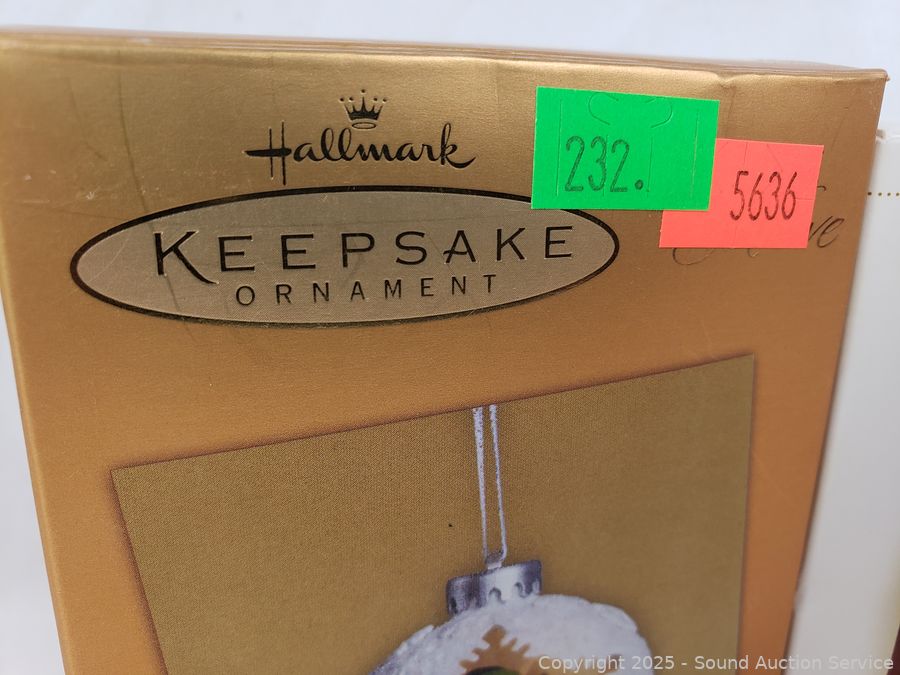 Hallmark
KEEPSAKE
ORNAMENT
232.
5636
Copyright 2025 - Sound Auction Service